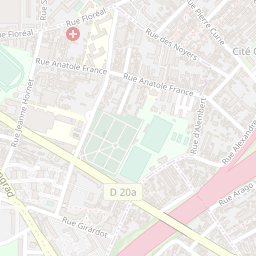 Rue Floréal
Rue Floréal
Rue Pierre Curie
Rue des Noyers
Cité
Rue Anatole France
Rue Anatole France
Rue Jeanne Hornet
Rue d'Alembert
Rue Alexandre
D 20a
Rue Arago
Rue Girardot